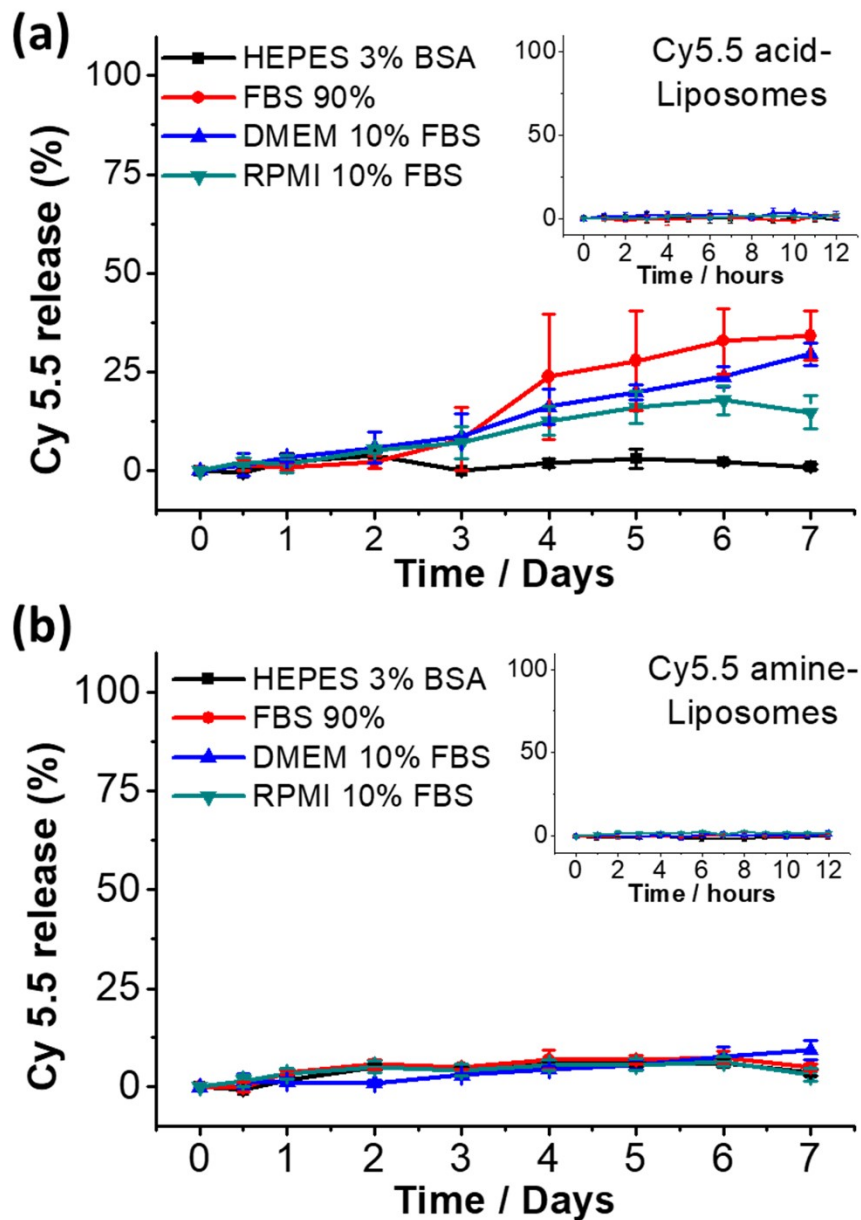 (a)
Cy 5.5 release (%)
100
75
50
25
0
HEPES 3% BSA
FBS 90%
DMEM 10% FBS
RPMI 10% FBS
100
50
0
Cy5.5 acid-
Liposomes
0 2 4 6 8 10 12
Time / hours
0 1 2 3 4 5 6 7
Time / Days
(b)
Cy 5.5 release (%)
100
75
50
25
0
HEPES 3% BSA
FBS 90%
DMEM 10% FBS
RPMI 10% FBS
100
50
0
Cy5.5 amine-
Liposomes
0 2 4 6 8 10 12
Time / hours
0 1 2 3 4 5 6 7
Time / Days